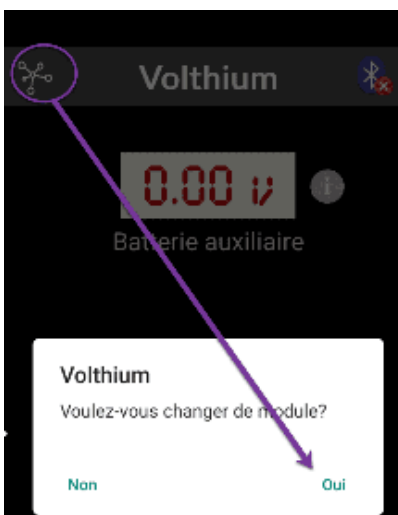 Volthium
0.00 V
Batterie auxiliaire
Volthium
Voulez-vous changer de module?
Non
Oui